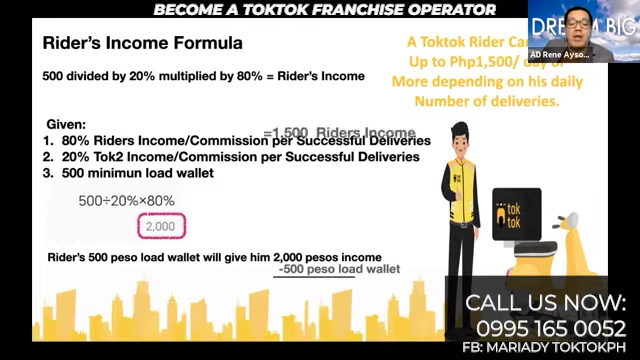 BECOME A TOKTOK FRANCHISE OPERATOR
Rider's Income Formula
500 divided by 20% multiplied by 80% = Rider's Income
A Toktok Rider Can
Up to Php1,500/ day or
More depending on his daily
Number of deliveries.
DREAM BIG
AD Rene Ayso...
Given:
=1,500 Riders Income
1. 80% Riders Income/Commission per Successful Deliveries
2. 20% Tok2 Income/Commission per Successful Deliveries
3. 500 minimun load wallet
500÷20%×80%
2,000
Rider's 500 peso load wallet will give him 2,000 pesos income
-500 peso load wallet
tok
tok
CALL US NOW:
0995 165 0052
FB: MARIADY TOKTOKPH